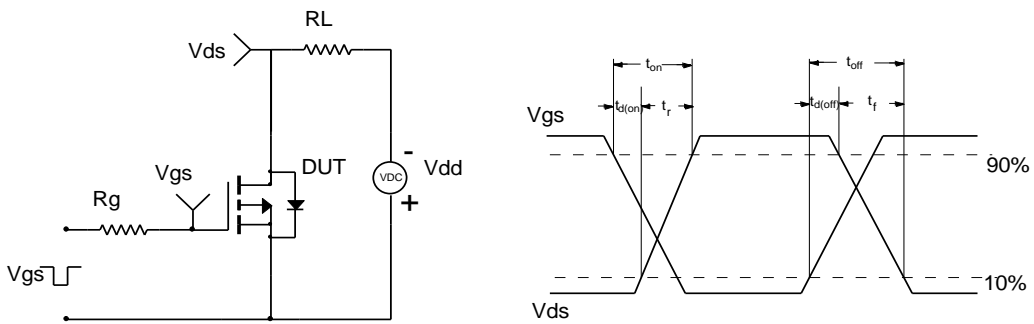 RL
Vds
Vgs
DUT
Rg
VDC
-
+
Vdd
Vgs
ton
toff
td(on)
tr
td(off)
tf
Vgs
90%
10%
Vds